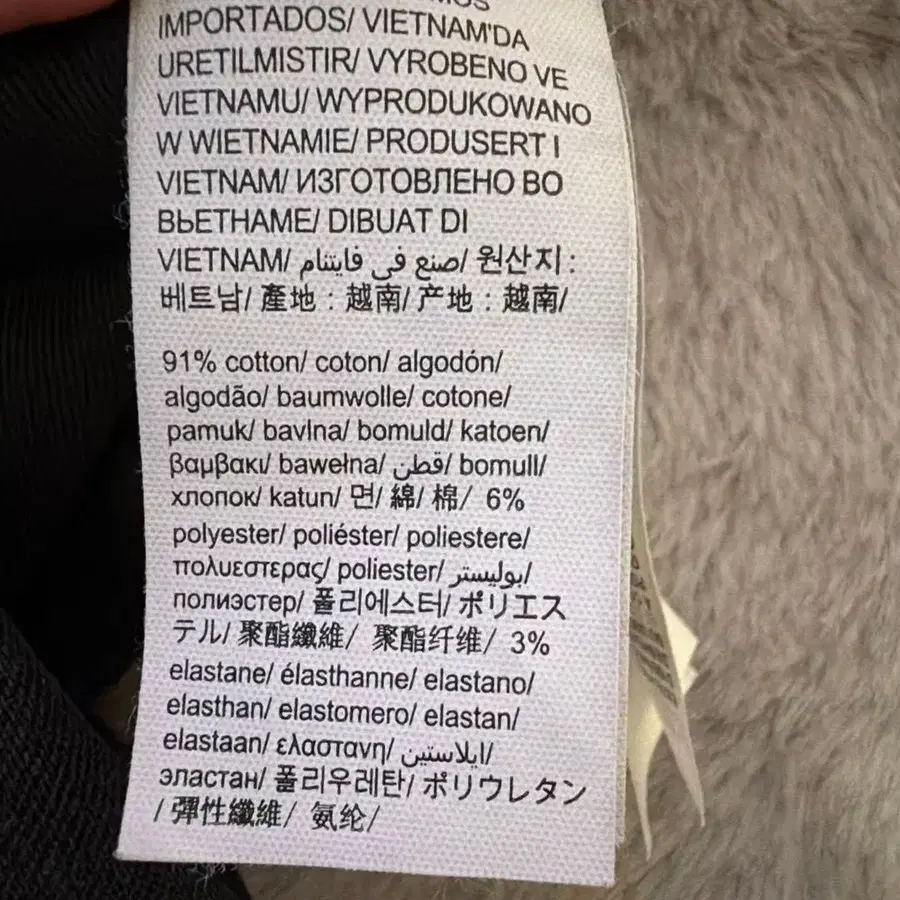 IMPORTADOS/ VIETNAM'DA
URETILMISTIR/ VYROBENO VE
VIETNAMU/ WYPRODUKOWANO
W WIETNAMIE/ PRODUSERT I
VIETNAM/ ИЗГОТОВЛЕНО ВО
ВЬЕТНАМЕ/ DIBUAT DI
VIETNAM/ صنع في فايتنام/ 원산지:
베트남/ 產地：越南/ 产地：越南/
91% cotton/ coton/ algodón/
algodão/ baumwolle/ cotone/
pamuk/ bavlna/ bomuld/ katoen/
βαμβακι/ bawełna/ قطن/ bomull/
хлопок/ katun/ 면/ 綿/ 棉/ 6%
polyester/ poliéster/ poliestere/
πολυεστερας/ poliester/ بوليستر/
полиэстер/ 폴리에스터/ ポリエス
テル/ 聚酯纖維/ 聚酯纤维/ 3%
elastane/ élasthanne/ elastano/
elasthan/ elastomero/ elastan/
elastaan/ ελαστανη/ ايلاستين/
эластан/ 폴리우레탄/ ポリウレタン
/ 彈性纖維/ 氨纶/